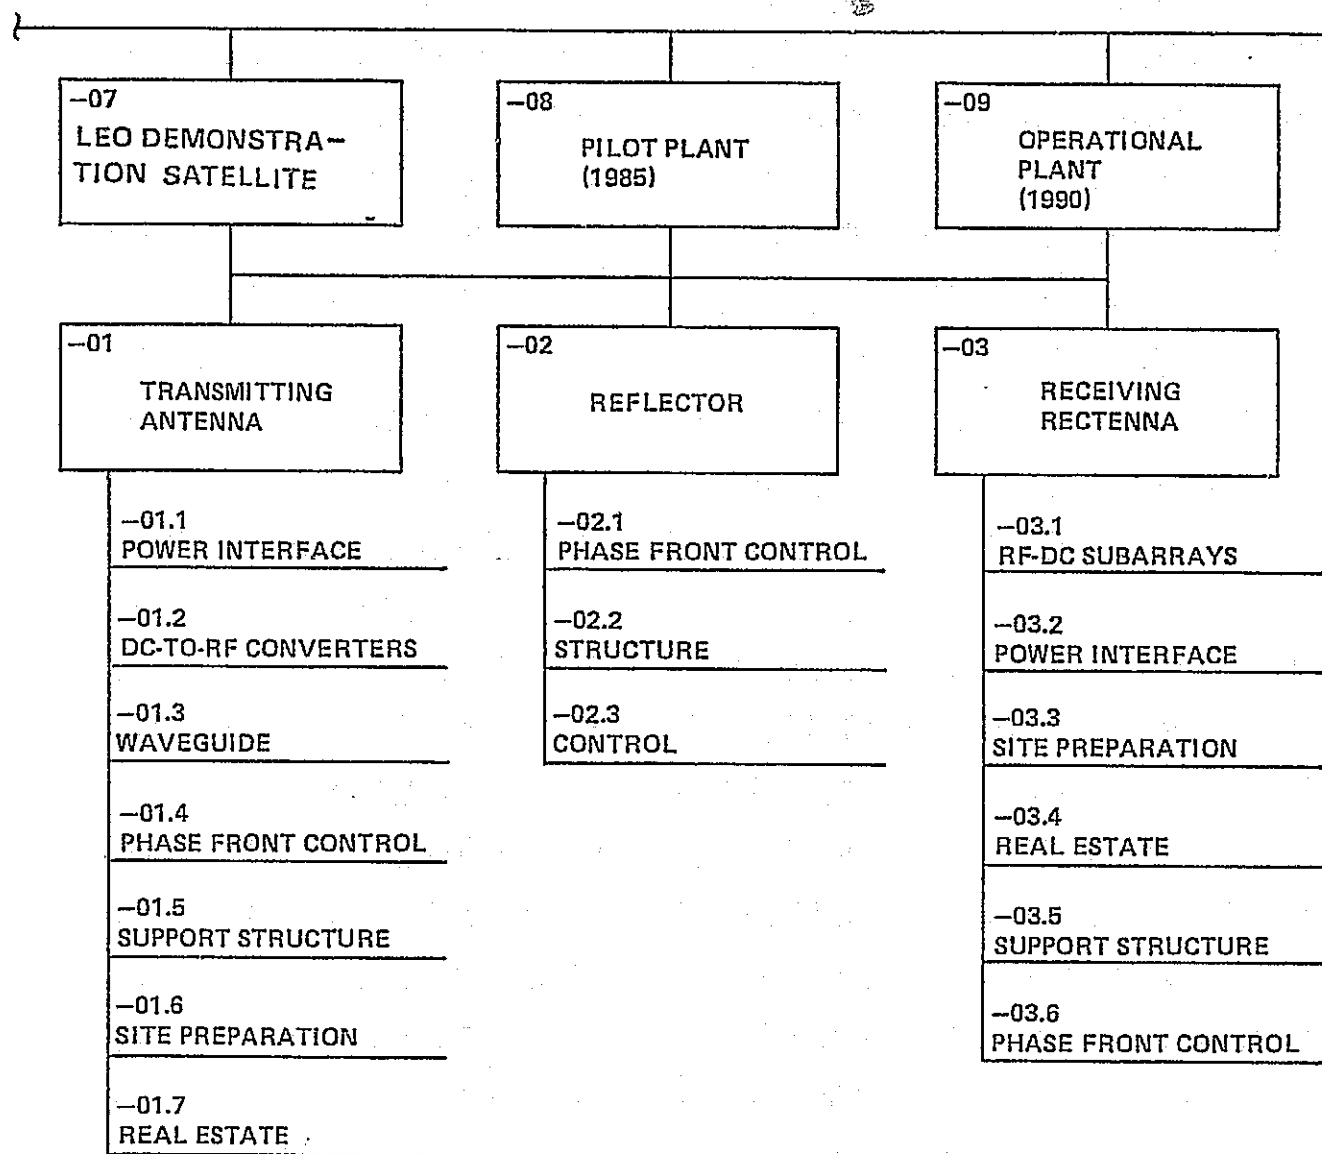 —07
LEO DEMONSTRA—
TION SATELLITE
—08
PILOT PLANT
(1985)
—09
OPERATIONAL
PLANT
(1990)
—01
TRANSMITTING
ANTENNA
—02
REFLECTOR
—03
RECEIVING
RECTENNA
—01.1
POWER INTERFACE
—01.2
DC-TO-RF CONVERTERS
—01.3
WAVEGUIDE
—01.4
PHASE FRONT CONTROL
—01.5
SUPPORT STRUCTURE
—01.6
SITE PREPARATION
—01.7
REAL ESTATE
—02.1
PHASE FRONT CONTROL
—02.2
STRUCTURE
—02.3
CONTROL
—03.1
RF-DC SUBARRAYS
—03.2
POWER INTERFACE
—03.3
SITE PREPARATION
—03.4
REAL ESTATE
—03.5
SUPPORT STRUCTURE
—03.6
PHASE FRONT CONTROL